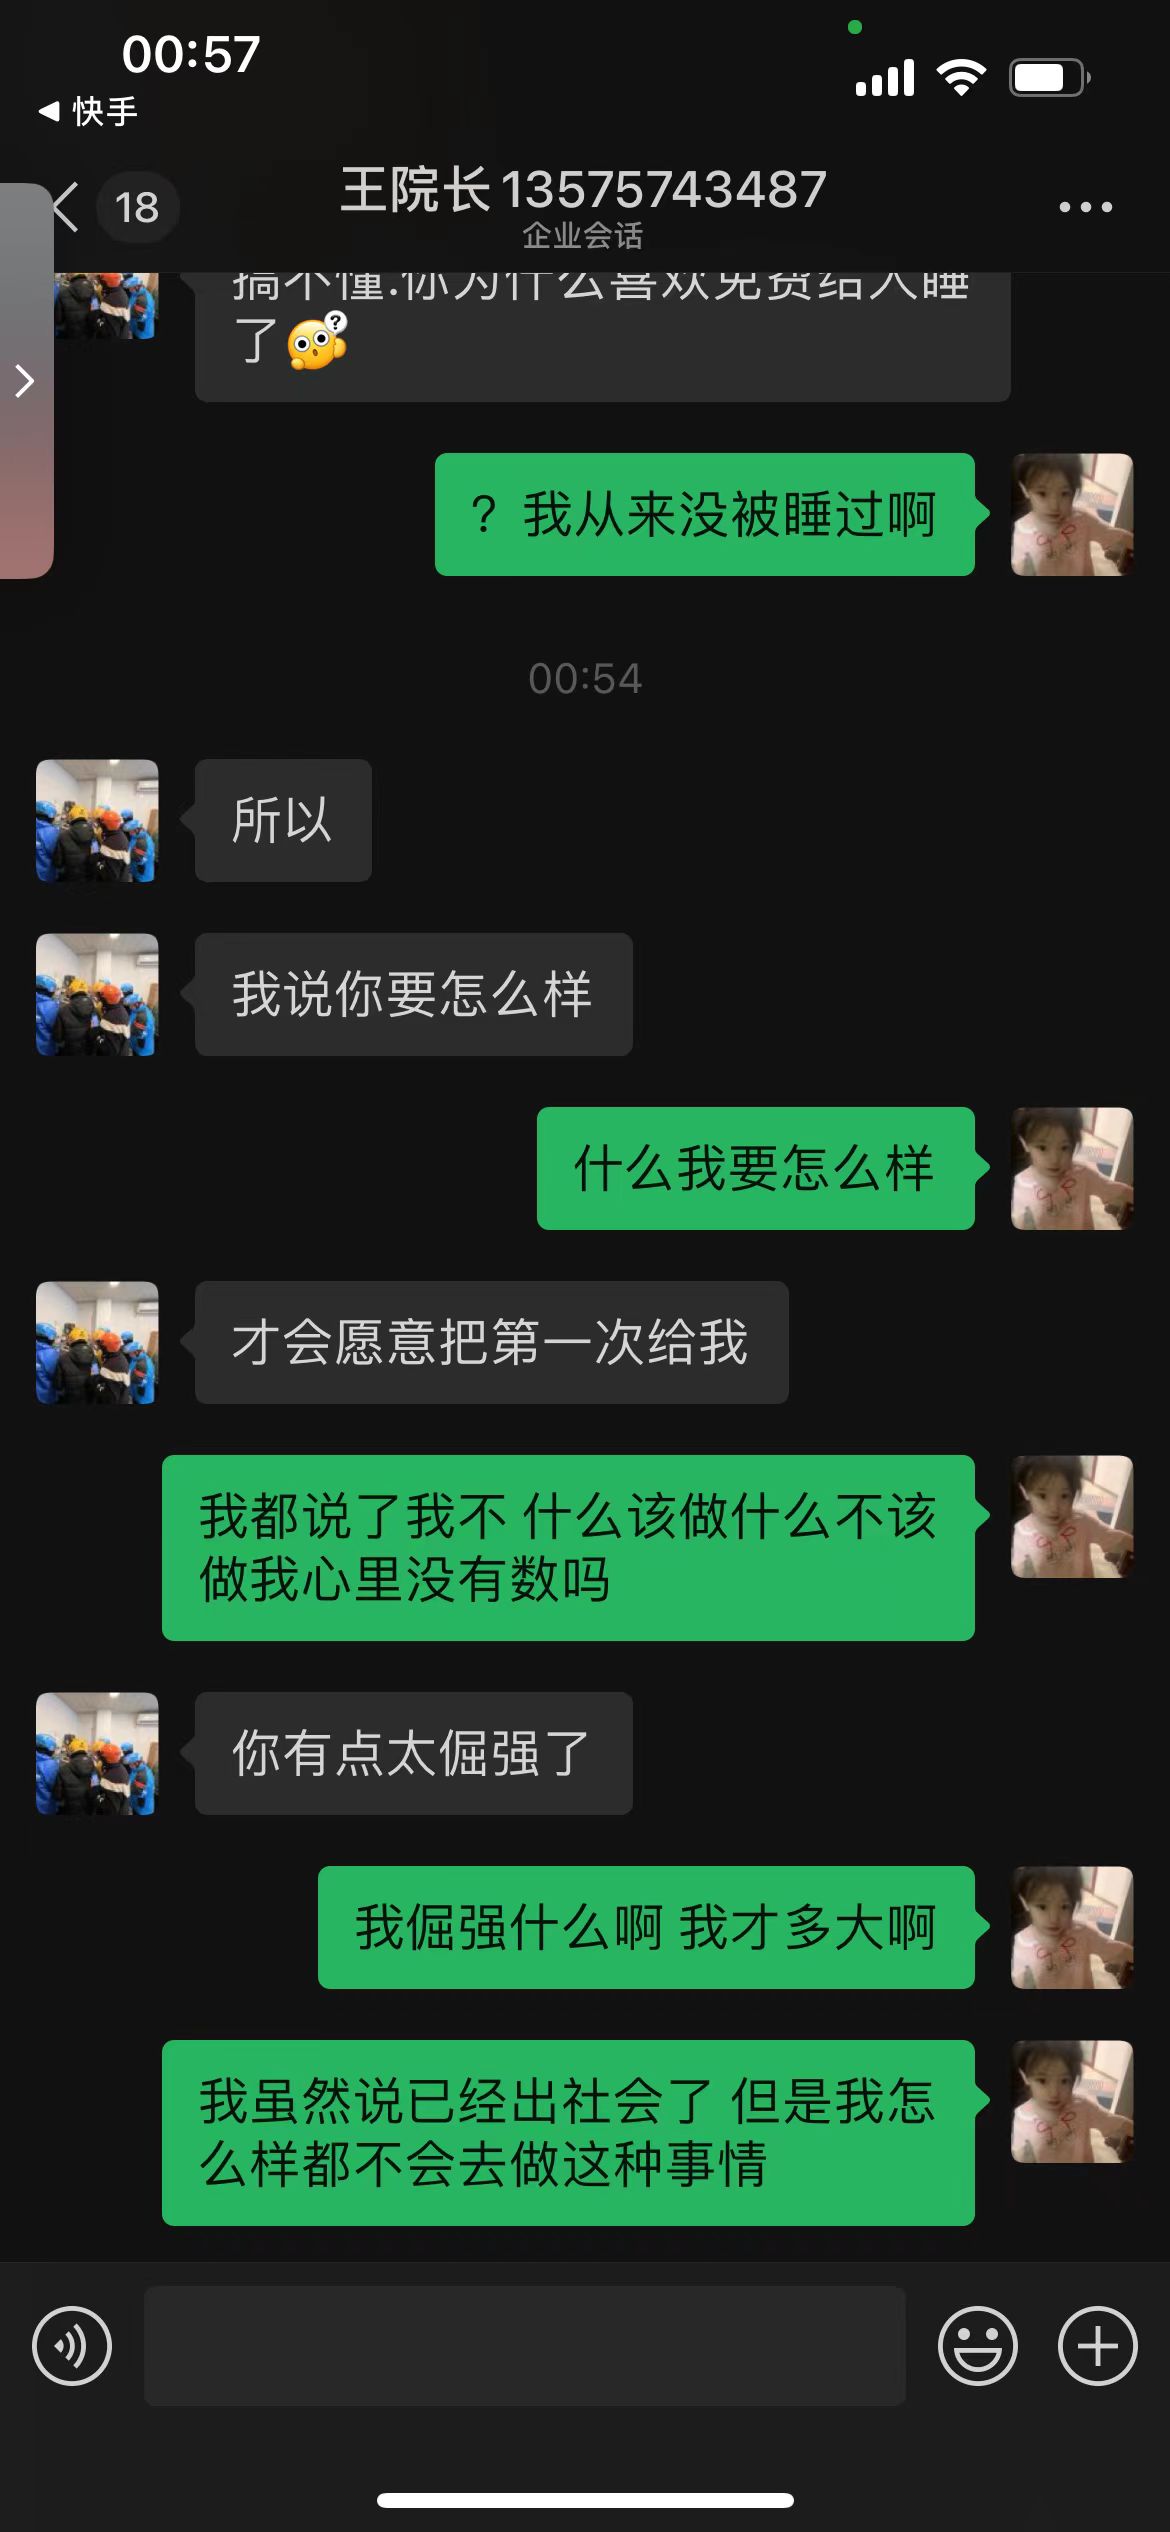 00:57
快手
18
王院长13575743487
企业会话
搞不懂.你为什么喜欢免费给人睡
了
？我从来没被睡过啊
00:54
所以
我说你要怎么样
什么我要怎么样
才会愿意把第一次给我
我都说了我不 什么该做什么不该
做我心里没有数吗
你有点太倔强了
我倔强什么啊 我才多大啊
我虽然说已经出社会了 但是我怎
么样都不会去做这种事情